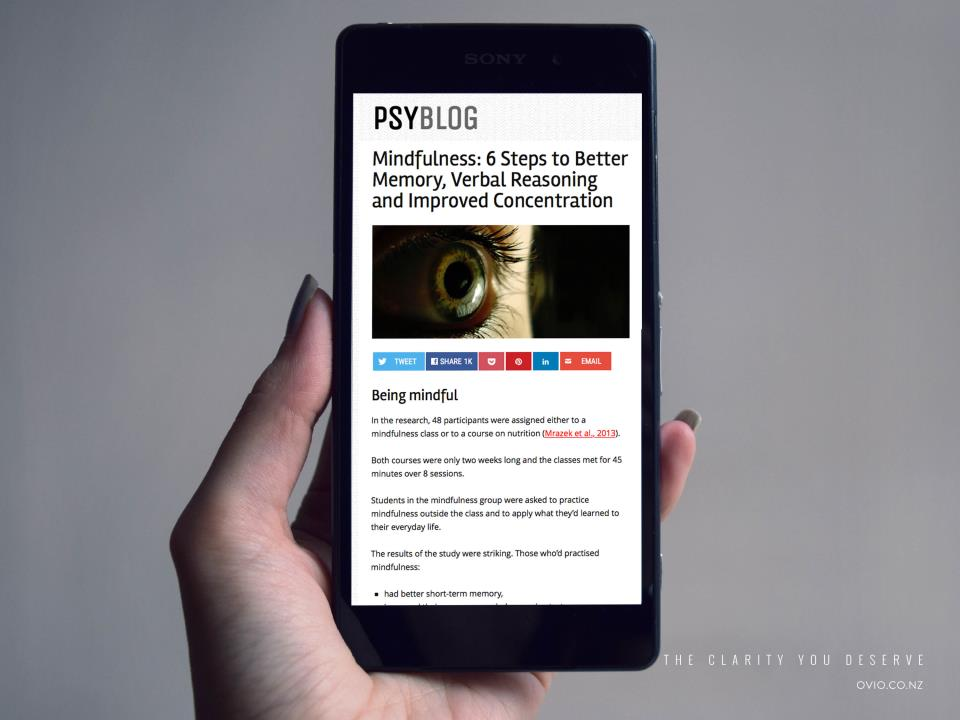 SONY
PSYBLOG
Mindfulness: 6 Steps to Better
Memory, Verbal Reasoning
and Improved Concentration
TWEET SHARE 1K in EMAIL
Being mindful
In the research, 48 participants were assigned either to a
mindfulness class or to a course on nutrition (Mrazek et al., 2013).
Both courses were only two weeks long and the classes met for 45
minutes over 8 sessions.
Students in the mindfulness group were asked to practice
mindfulness outside the class and to apply what they'd learned to
their everyday life.
The results of the study were striking. Those who'd practised
mindfulness:
▪ had better short-term memory,
THE CLARITY YOU DESERVE
OVIO.CO.NZ